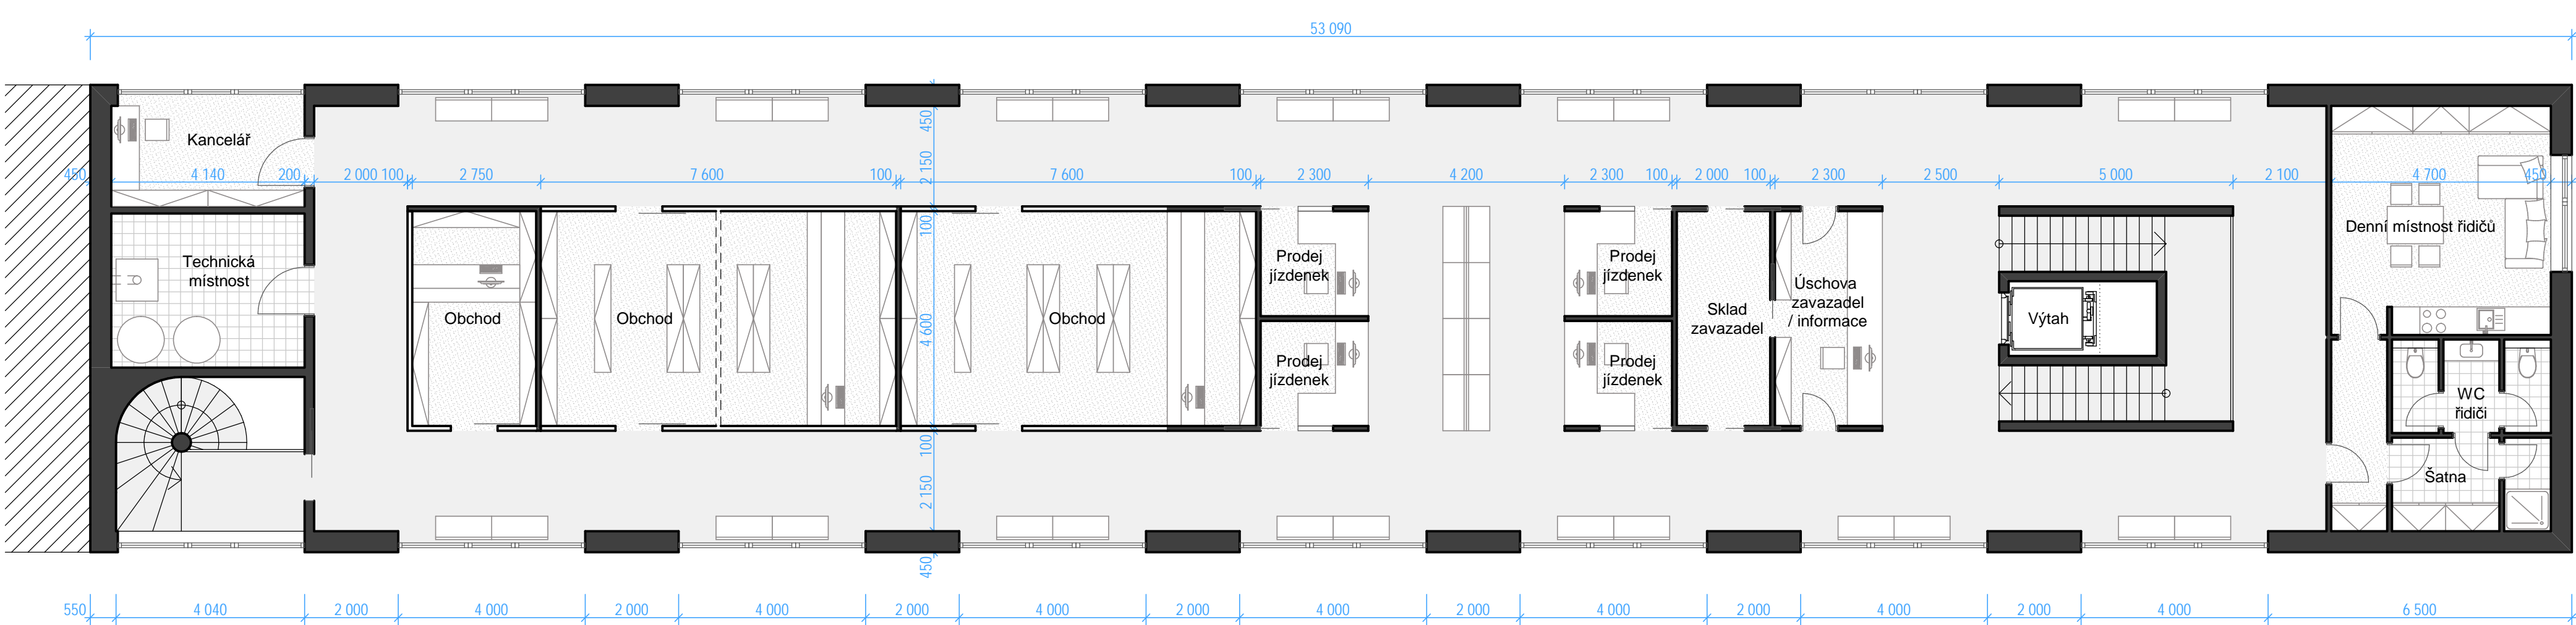 53 090
Kancelář
450
450
4 140
200
2 000
100
2 750
7 600
100
2 150
7 600
100
2 300
4 200
2 300
100
2 000
100
2 300
2 500
5 000
2 100
4 700
450
100
Denní místnost řidičů
Technická
místnost
Prodej
jízdenek
Prodej
jízdenek
Úschova
zavazadel
/ informace
Sklad
zavazadel
Obchod
Obchod
4 600
Obchod
Výtah
Prodej
jízdenek
Prodej
jízdenek
WC
řidiči
100
Šatna
2 150
450
550
4 040
2 000
4 000
2 000
4 000
2 000
4 000
2 000
4 000
2 000
4 000
2 000
4 000
2 000
4 000
6 500